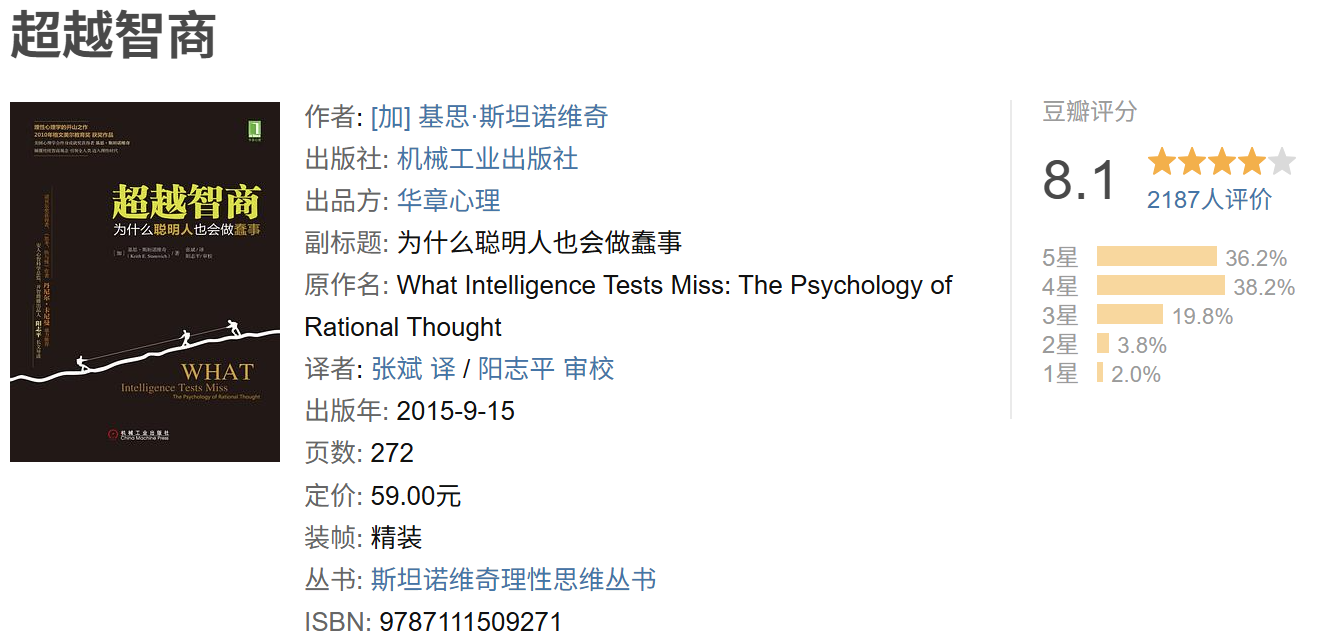 超越智商
理性心理学的开山之作
2010年格文美尔教育奖 获奖作品
超越智商
为什么聪明人也会做蠢事
[加] 基思·斯坦诺维奇 (Keith E. Stanovich) 著
张斌/译
阳志平/审校
WHAT
Intelligence Tests Miss
The Psychology of Rational Thought
机械工业出版社
China Machine Press
作者: [加] 基思·斯坦诺维奇
出版社: 机械工业出版社
出品方: 华章心理
副标题: 为什么聪明人也会做蠢事
原作名: What Intelligence Tests Miss: The Psychology of
Rational Thought
译者: 张斌 译 / 阳志平 审校
出版年: 2015-9-15
页数: 272
定价: 59.00元
装帧: 精装
丛书: 斯坦诺维奇理性思维丛书
ISBN: 9787111509271
豆瓣评分
8.1
2187人评价
5星 36.2%
4星 38.2%
3星 19.8%
2星 3.8%
1星 2.0%